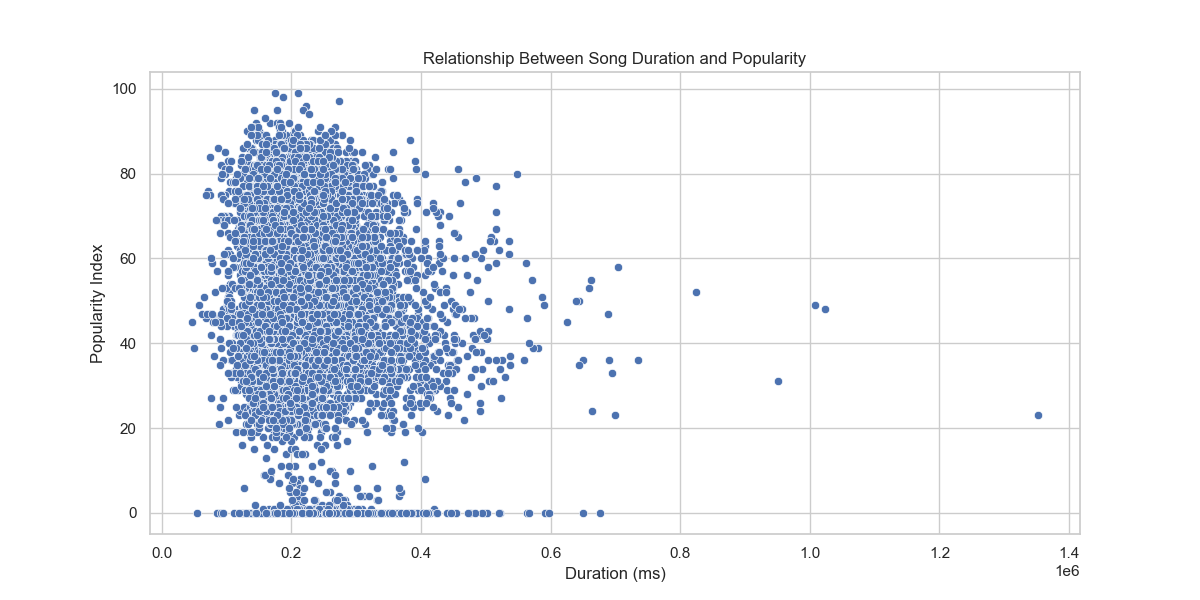 Relationship Between Song Duration and Popularity
100
80
60
40
20
0
Popularity Index
0.0 0.2 0.4 0.6 0.8 1.0 1.2 1.4
1e6
Duration (ms)